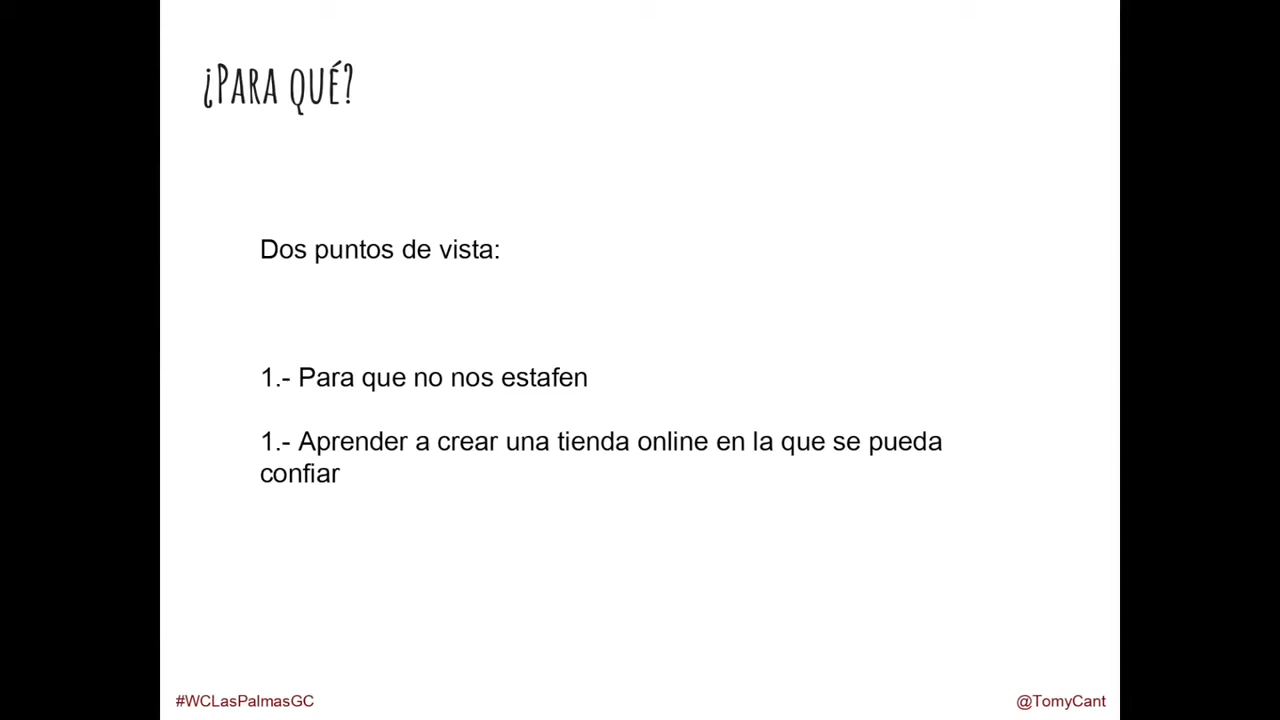 ¿Para qué?
Dos puntos de vista:
1.- Para que no nos estafen
1.- Aprender a crear una tienda online en la que se pueda
confiar
#WCLasPalmasGC
@TomyCant